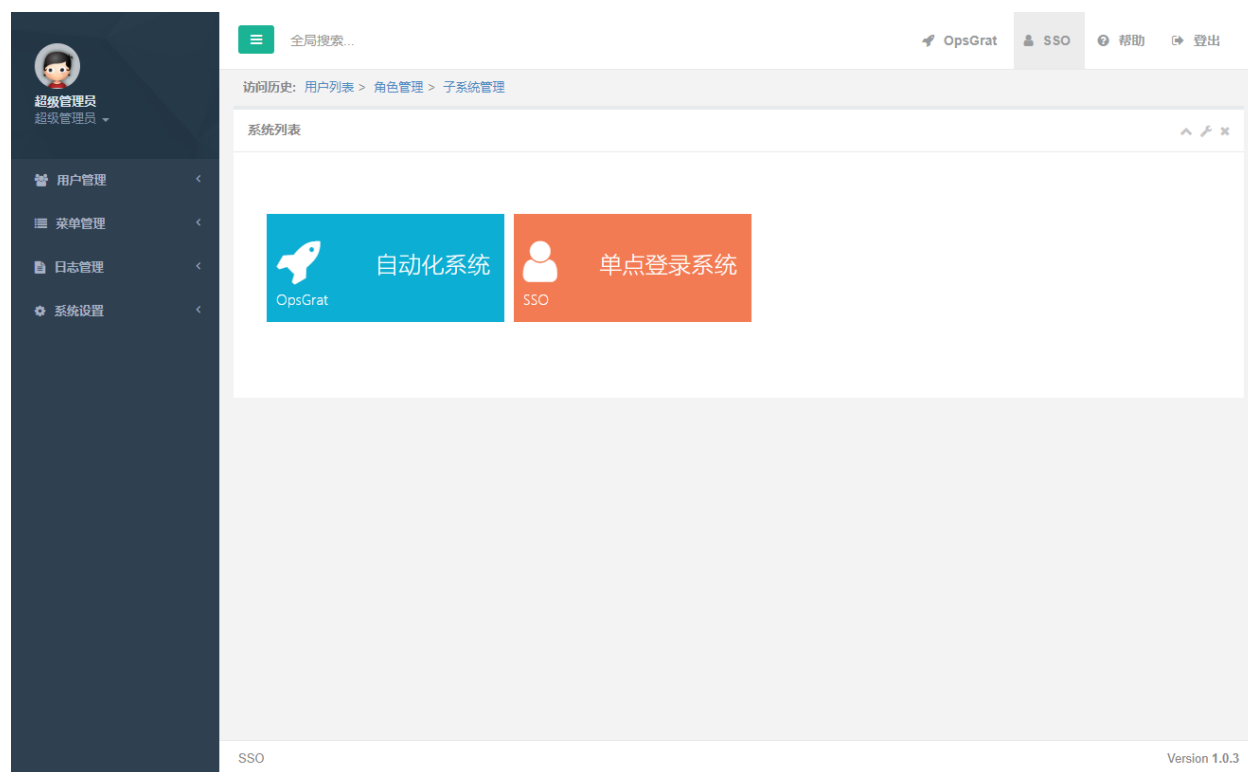 超级管理员
超级管理员
用户管理
菜单管理
日志管理
系统设置
全局搜索...
OpsGrat SSO 帮助 登出
访问历史: 用户列表 > 角色管理 > 子系统管理
系统列表
自动化系统
OpsGrat
单点登录系统
SSO
SSO
Version 1.0.3